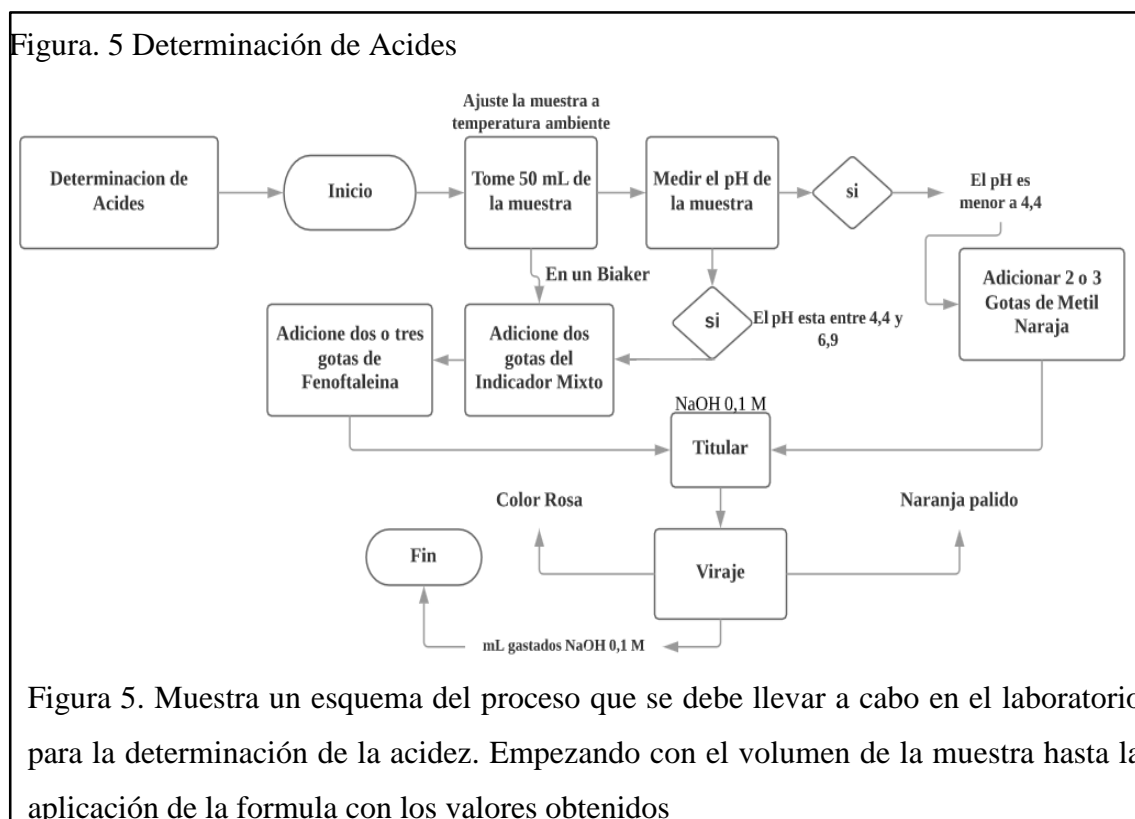 Figura. 5 Determinación de Acides
Ajuste la muestra a
temperatura ambiente
Determinacion de
Acides
Inicio
Tome 50 mL de
la muestra
Medir el pH de
la muestra
si
El pH es
menor a 4,4
En un Biaker
Adicionar 2 o 3
Gotas de Metil
Naraja
si
El pH esta entre 4,4 y
6,9
Adicione dos o tres
gotas de
Fenoftaleina
Adicione dos
gotas del
Indicador Mixto
NaOH 0,1 M
Titular
Color Rosa
Naranja palido
Fin
Viraje
mL gastados NaOH 0,1 M
Figura 5. Muestra un esquema del proceso que se debe llevar a cabo en el laboratorio
para la determinación de la acidez. Empezando con el volumen de la muestra hasta la
aplicación de la formula con los valores obtenidos